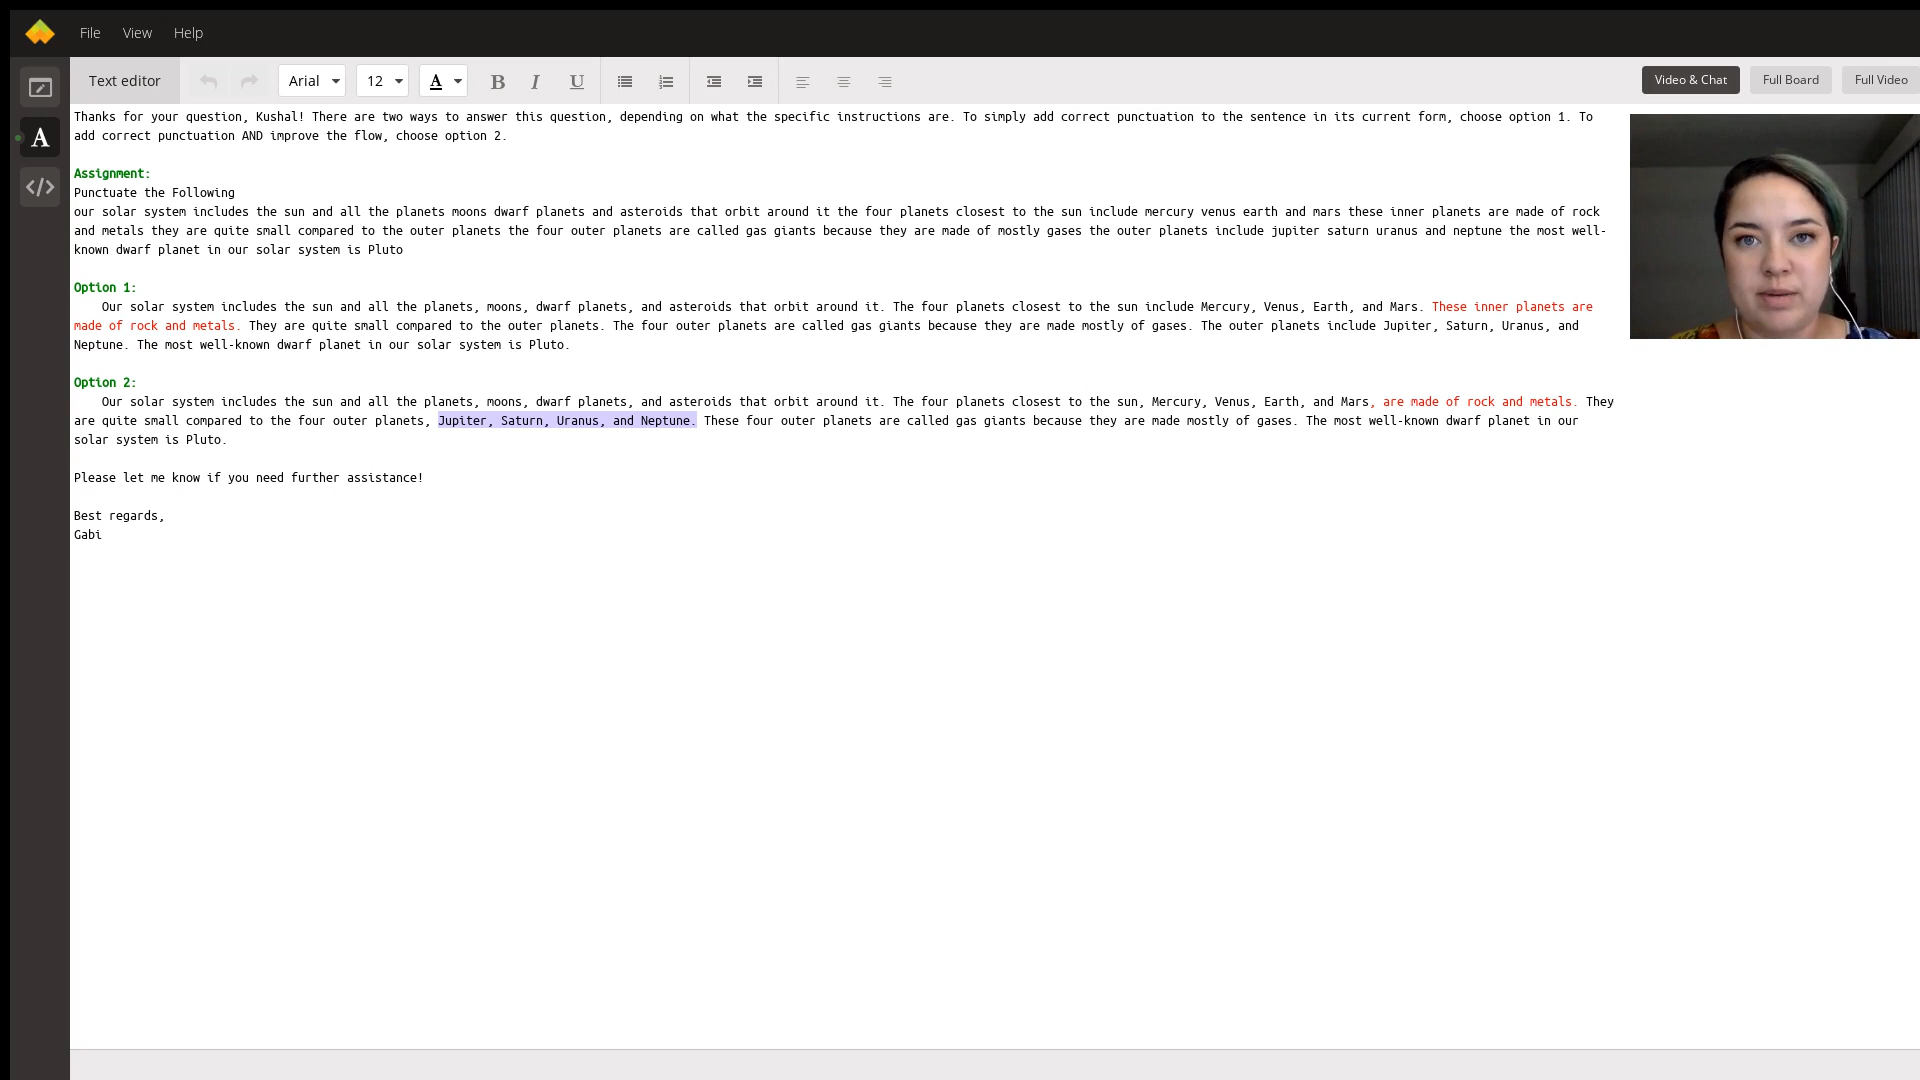 File View Help
Text editor Arial 12 A B I U Video & Chat Full Board Full Video
A
</>
Thanks for your question, Kushal! There are two ways to answer this question, depending on what the specific instructions are. To simply add correct punctuation to the sentence in its current form, choose option 1. To
add correct punctuation AND improve the flow, choose option 2.
Assignment:
Punctuate the Following
our solar system includes the sun and all the planets moons dwarf planets and asteroids that orbit around it the four planets closest to the sun include mercury venus earth and mars these inner planets are made of rock
and metals they are quite small compared to the outer planets the four outer planets are called gas giants because they are made of mostly gases the outer planets include jupiter saturn uranus and neptune the most well-
known dwarf planet in our solar system is Pluto
Option 1:
Our solar system includes the sun and all the planets, moons, dwarf planets, and asteroids that orbit around it. The four planets closest to the sun include Mercury, Venus, Earth, and Mars. These inner planets are
made of rock and metals. They are quite small compared to the outer planets. The four outer planets are called gas giants because they are made mostly of gases. The outer planets include Jupiter, Saturn, Uranus, and
Neptune. The most well-known dwarf planet in our solar system is Pluto.
Option 2:
Our solar system includes the sun and all the planets, moons, dwarf planets, and asteroids that orbit around it. The four planets closest to the sun, Mercury, Venus, Earth, and Mars, are made of rock and metals. They
are quite small compared to the four outer planets, Jupiter, Saturn, Uranus, and Neptune. These four outer planets are called gas giants because they are made mostly of gases. The most well-known dwarf planet in our
solar system is Pluto.
Please let me know if you need further assistance!
Best regards,
Gabi